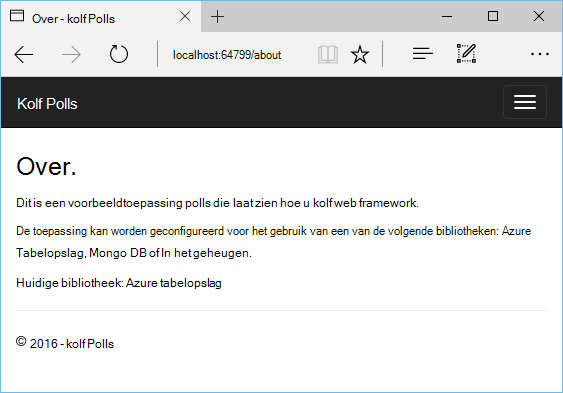 Over - kolf Polls
localhost:64799/about
Kolf Polls
Over.
Dit is een voorbeeldtoepassing polls die laat zien hoe u kolf web framework.
De toepassing kan worden geconfigureerd voor het gebruik van een van de volgende bibliotheken: Azure
Tabelopslag, Mongo DB of In het geheugen.
Huidige bibliotheek: Azure tabelopslag
© 2016 - kolf Polls